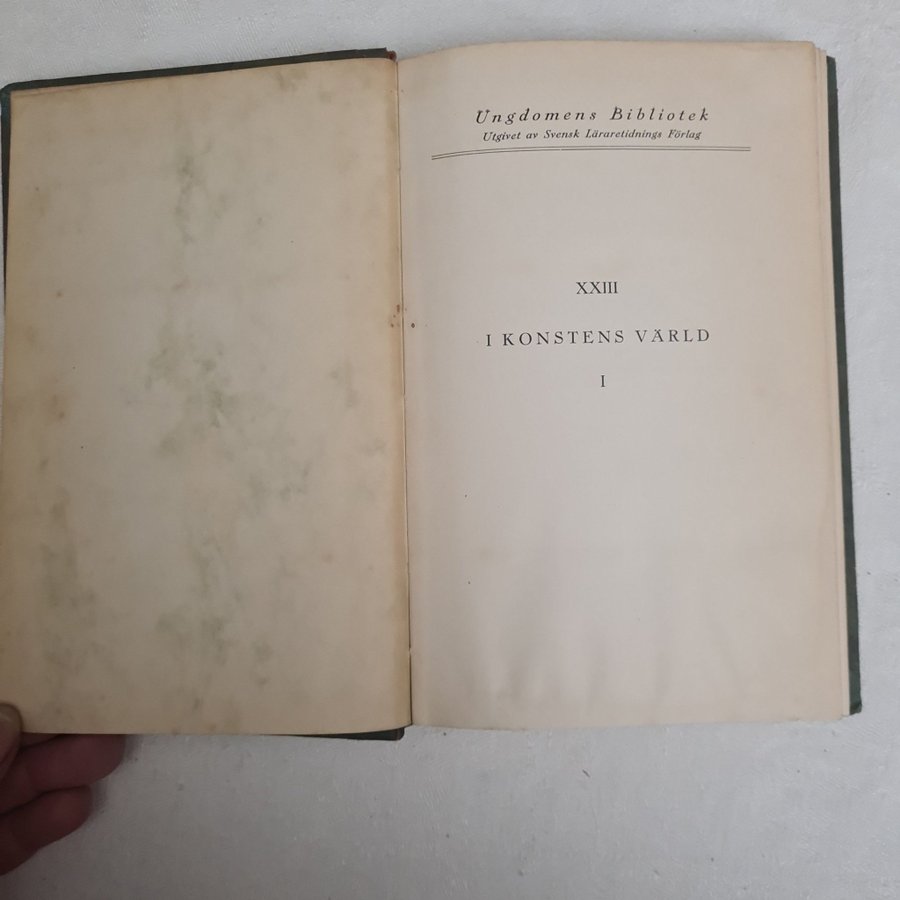 Ungdomens Bibliotek
Utgivet av Svensk Läraretidnings Förlag
XXIII
I KONSTENS VÄRLD
I